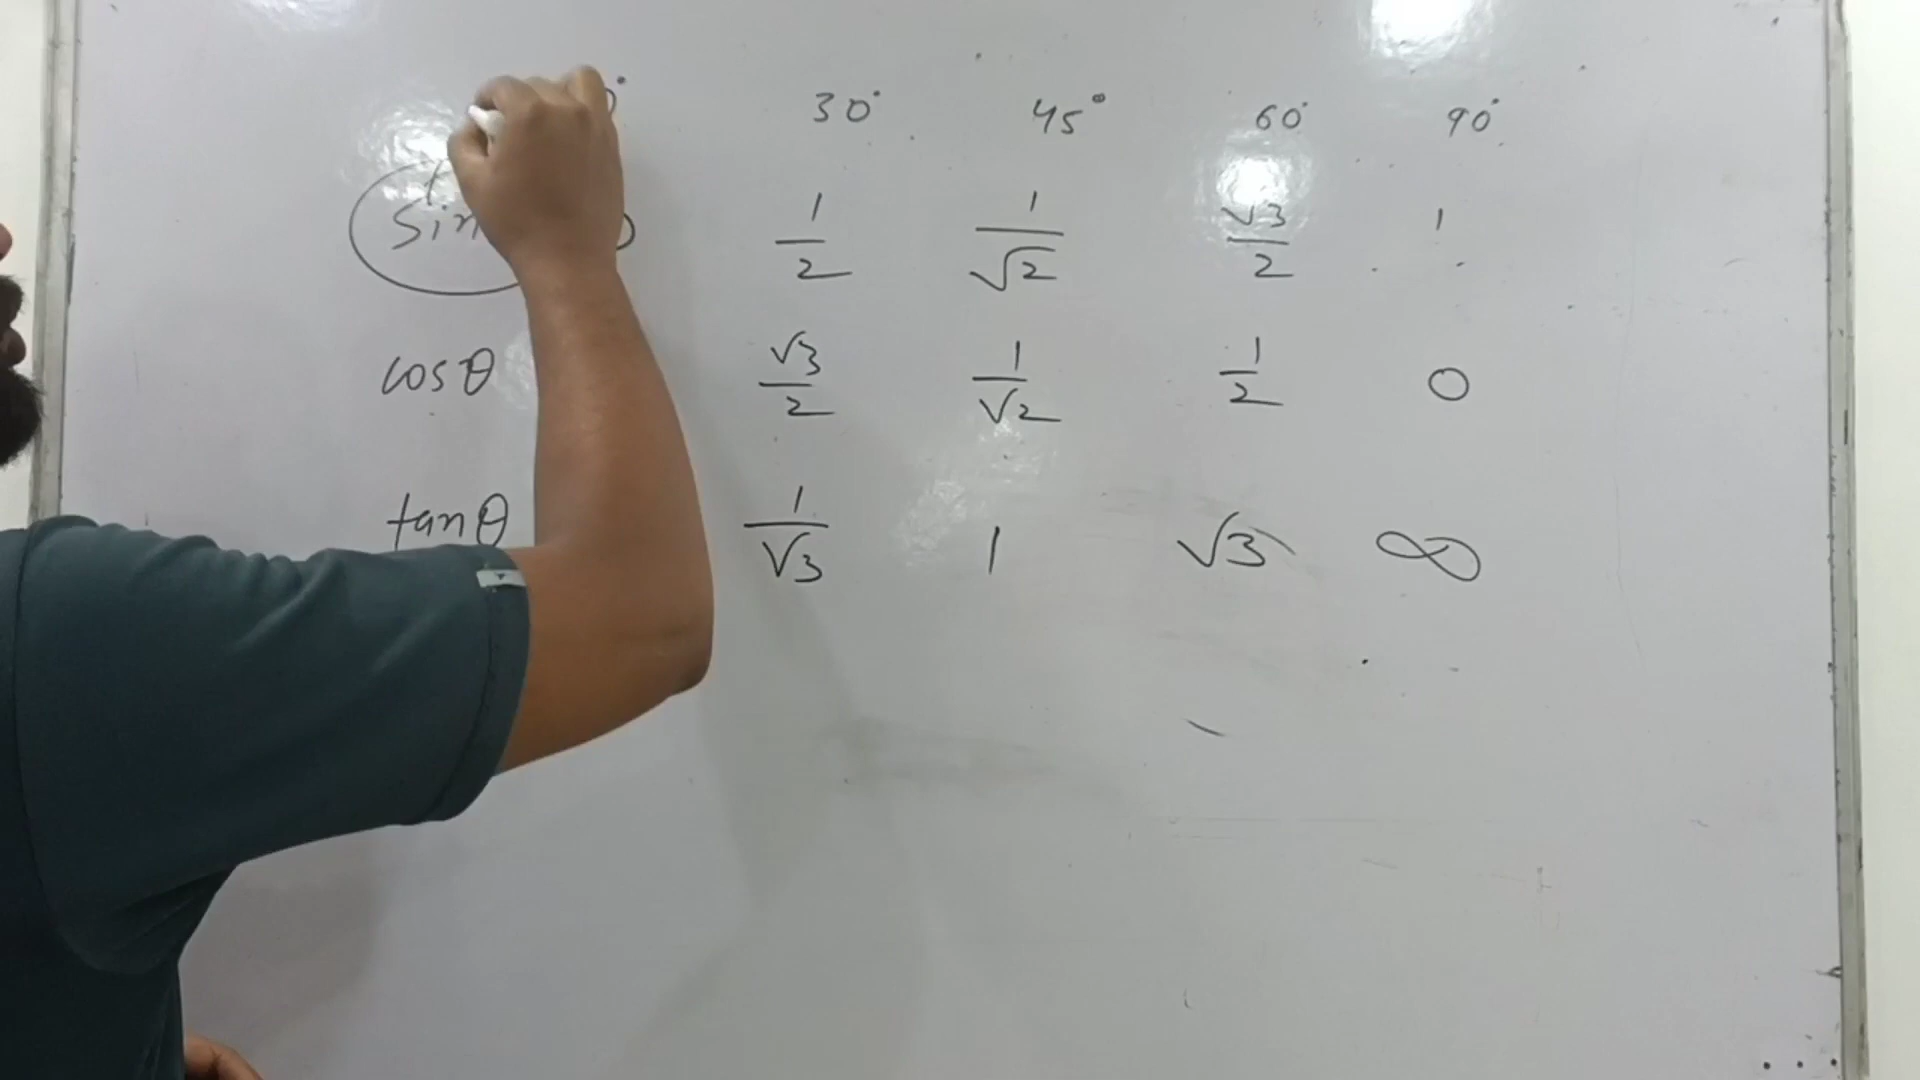 30° 45° 60° 90°
sin 1/2 1/√2 √3/2 1
cosθ √3/2 1/√2 1/2 0
tanθ 1/√3 1 √3 ∞